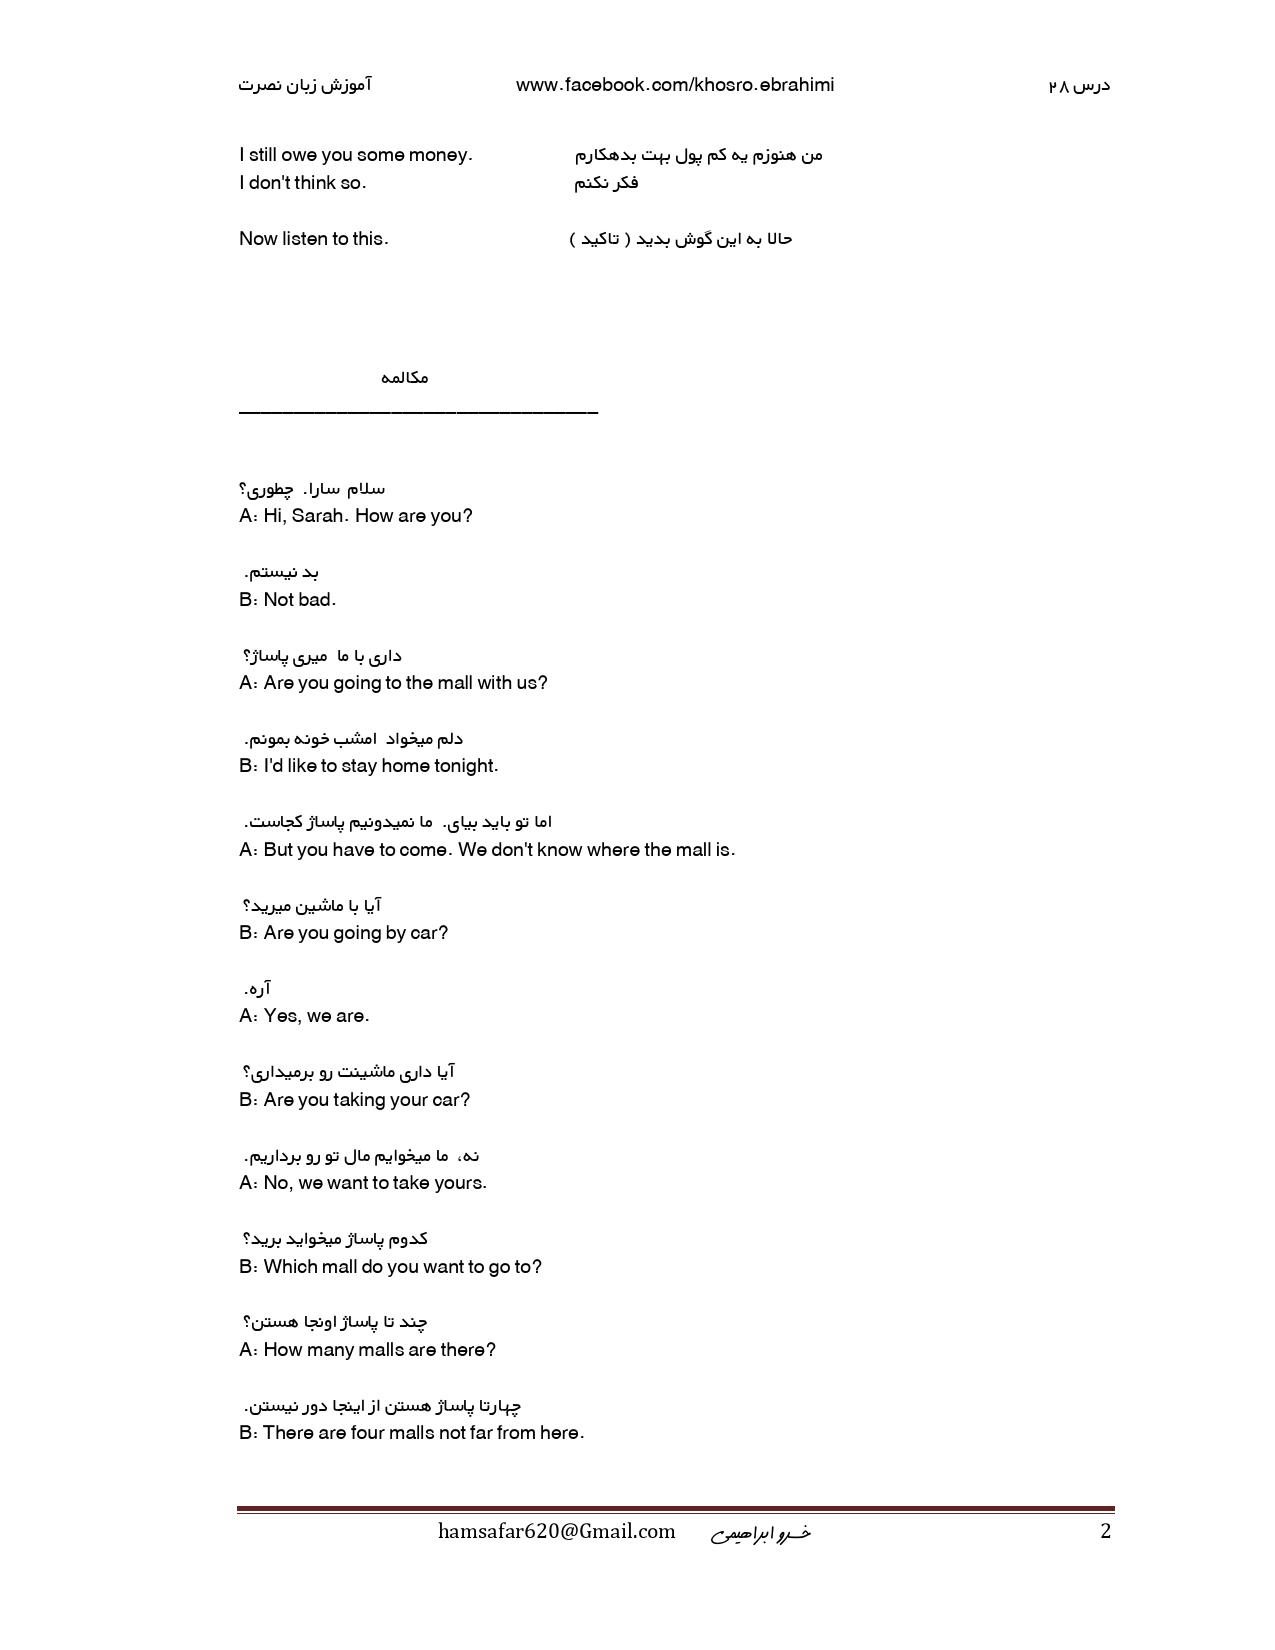 آموزش زبان نصرت www.facebook.com/khosro.ebrahimi درس ۲۸
I still owe you some money. من هنوزم یه کم پول بهت بدهکارم
I don't think so. فکر نکنم
Now listen to this. حالا به این گوش بدید ( تاکید )
مکالمه
سلام سارا. چطوری؟
A: Hi, Sarah. How are you?
بد نیستم.
B: Not bad.
داری با ما میری پاساژ؟
A: Are you going to the mall with us?
دلم میخواد امشب خونه بمونم.
B: I'd like to stay home tonight.
اما تو باید بیای. ما نمیدونیم پاساژ کجاست.
A: But you have to come. We don't know where the mall is.
آیا با ماشین میرید؟
B: Are you going by car?
آره.
A: Yes, we are.
آیا داری ماشینت رو برمیداری؟
B: Are you taking your car?
نه، ما میخوایم مال تو رو برداریم.
A: No, we want to take yours.
کدوم پاساژ میخواید برید؟
B: Which mall do you want to go to?
چند تا پاساژ اونجا هستن؟
A: How many malls are there?
چهارتا پاساژ هستن از اینجا دور نیستن.
B: There are four malls not far from here.
hamsafar620@Gmail.com خسرو ابراهیمی 2